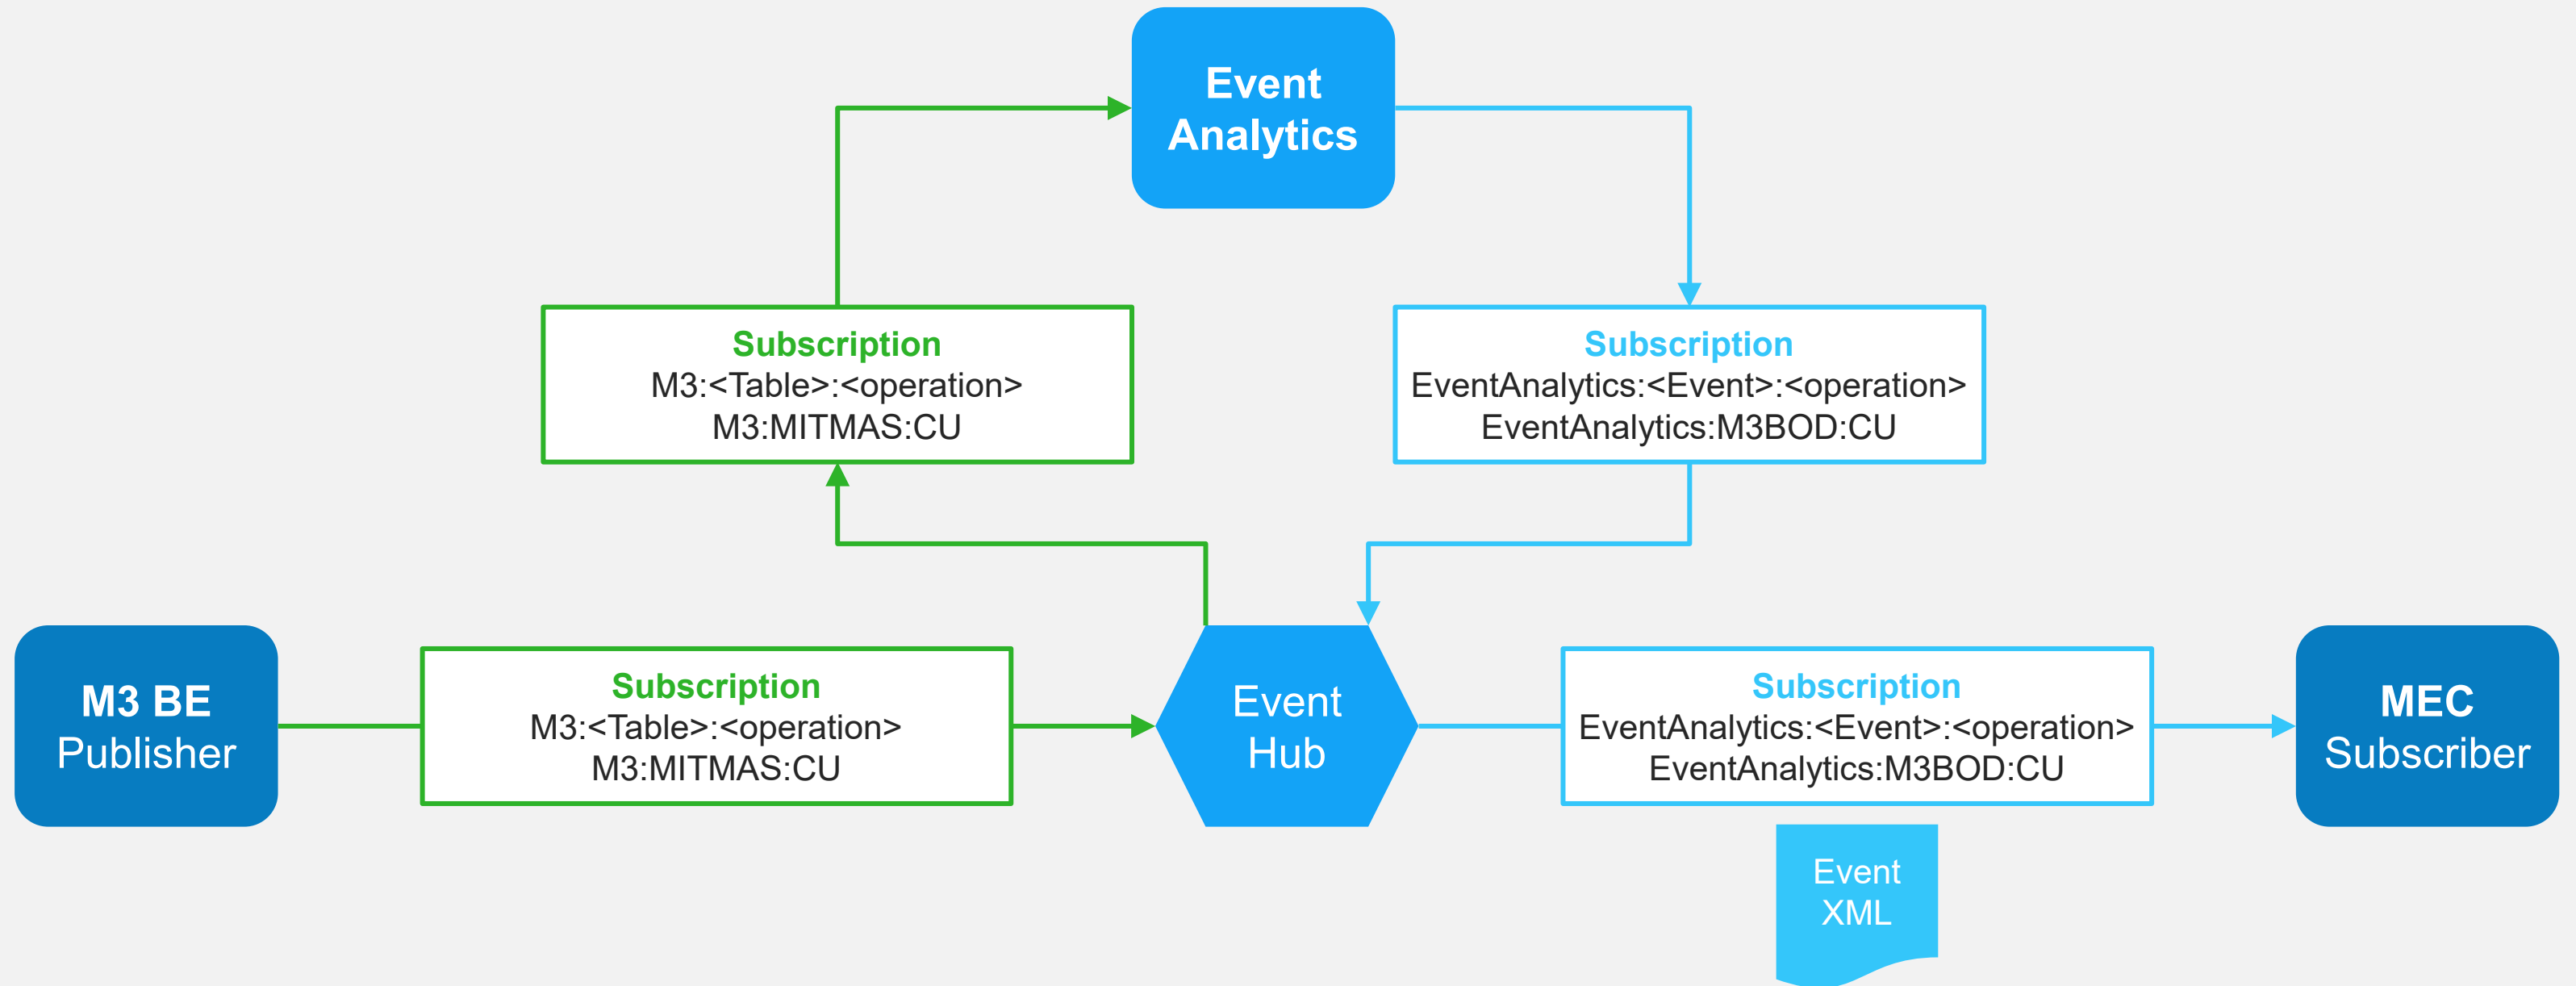 Event
Analytics
Subscription
M3:<Table>:<operation>
M3:MITMAS:CU
Subscription
EventAnalytics:<Event>:<operation>
EventAnalytics:M3BOD:CU
M3 BE
Publisher
Subscription
M3:<Table>:<operation>
M3:MITMAS:CU
Event
Hub
Subscription
EventAnalytics:<Event>:<operation>
EventAnalytics:M3BOD:CU
MEC
Subscriber
Event
XML